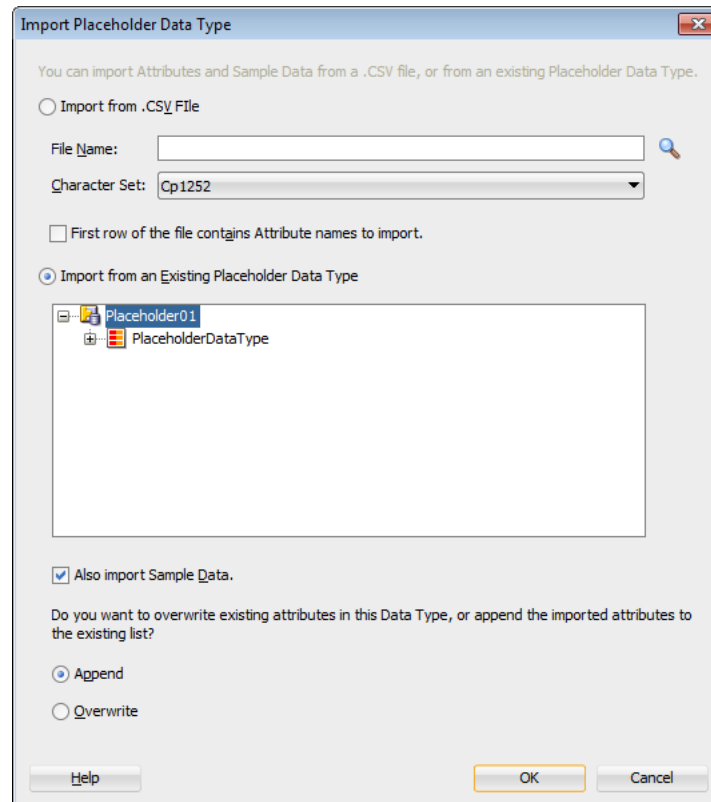 Import Placeholder Data Type
You can import Attributes and Sample Data from a .CSV file, or from an existing Placeholder Data Type.
Import from .CSV FIle
File Name:
Character Set: Cp1252
First row of the file contains Attribute names to import.
Import from an Existing Placeholder Data Type
Placeholder01
PlaceholderDataType
Also import Sample Data.
Do you want to overwrite existing attributes in this Data Type, or append the imported attributes to
the existing list?
Append
Overwrite
Help OK Cancel